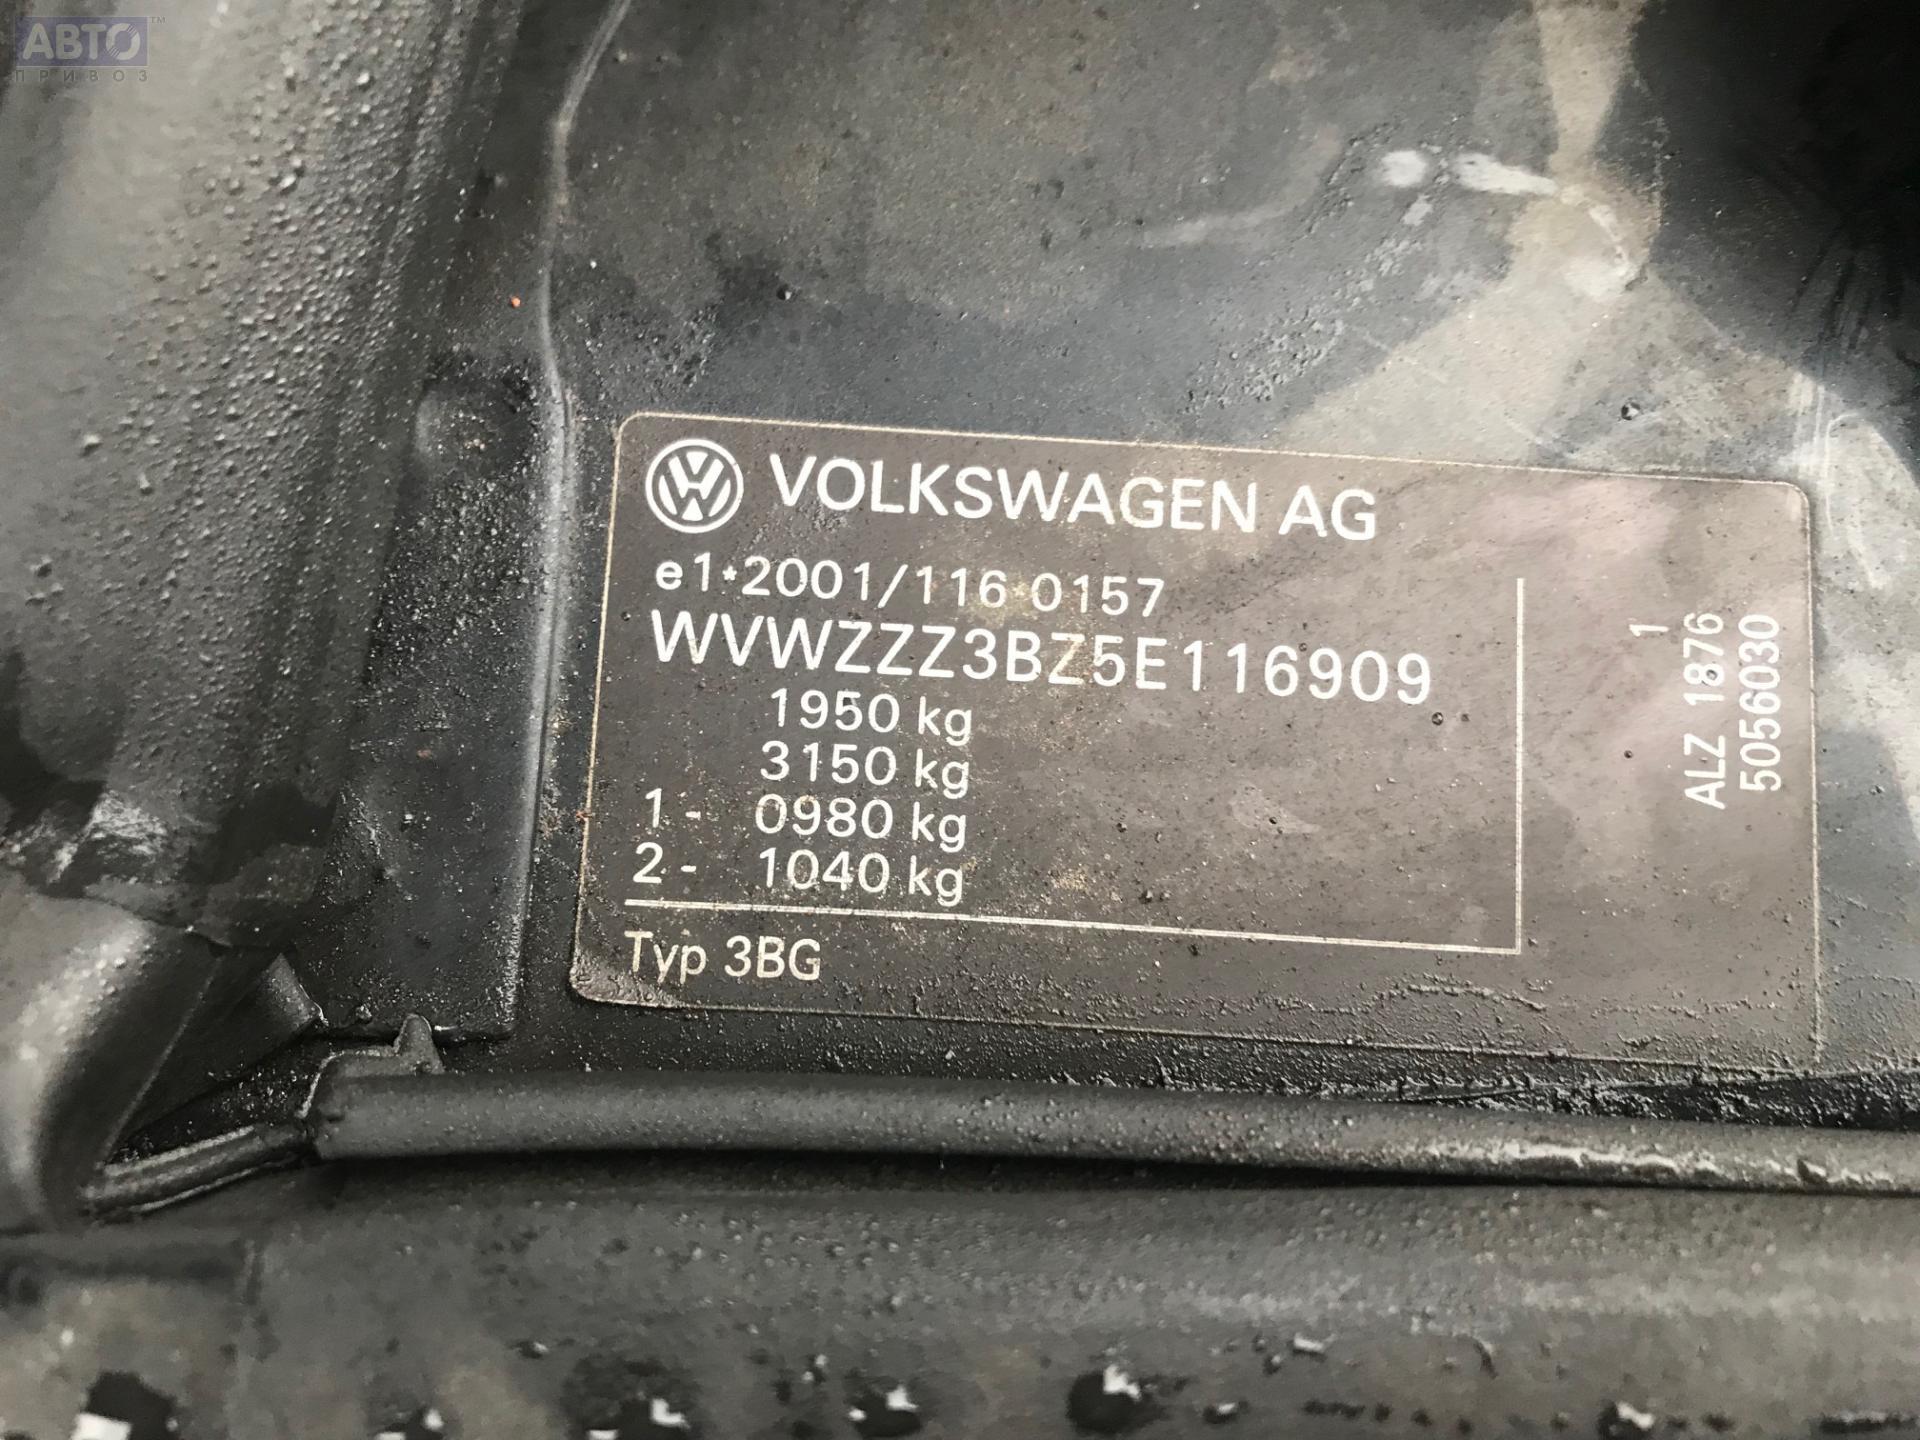 АВТО™
ПРИВОЗ
VOLKSWAGEN AG
e1*2001/116*0157
WVWZZZ3BZ5E116909
1950 kg
3150 kg
1 - 0980 kg
2 - 1040 kg
Typ 3BG
1
ALZ 1876
5056030